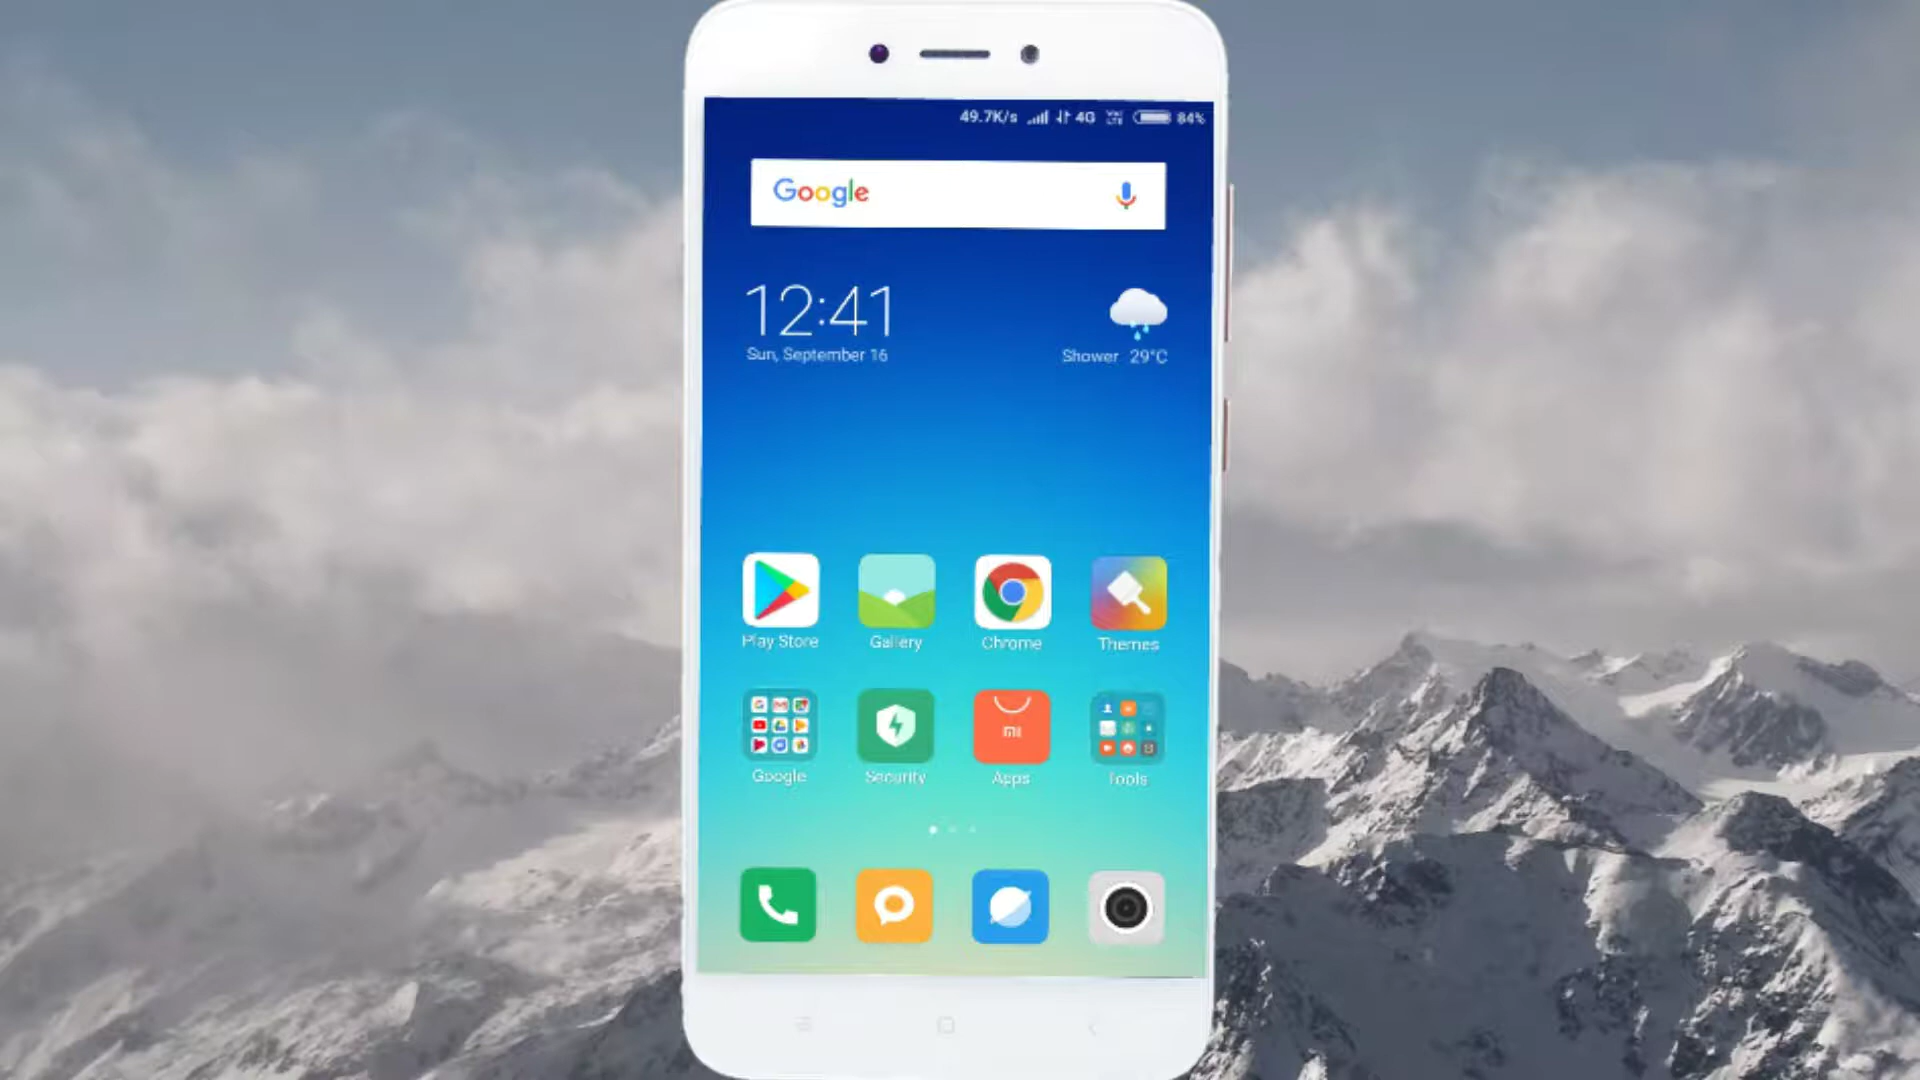 49.7K/s 4G 84%
Google
12:41
Sun, September 16
Shower 29°C
Play Store Gallery Chrome Themes
mi
Google Security Apps Tools